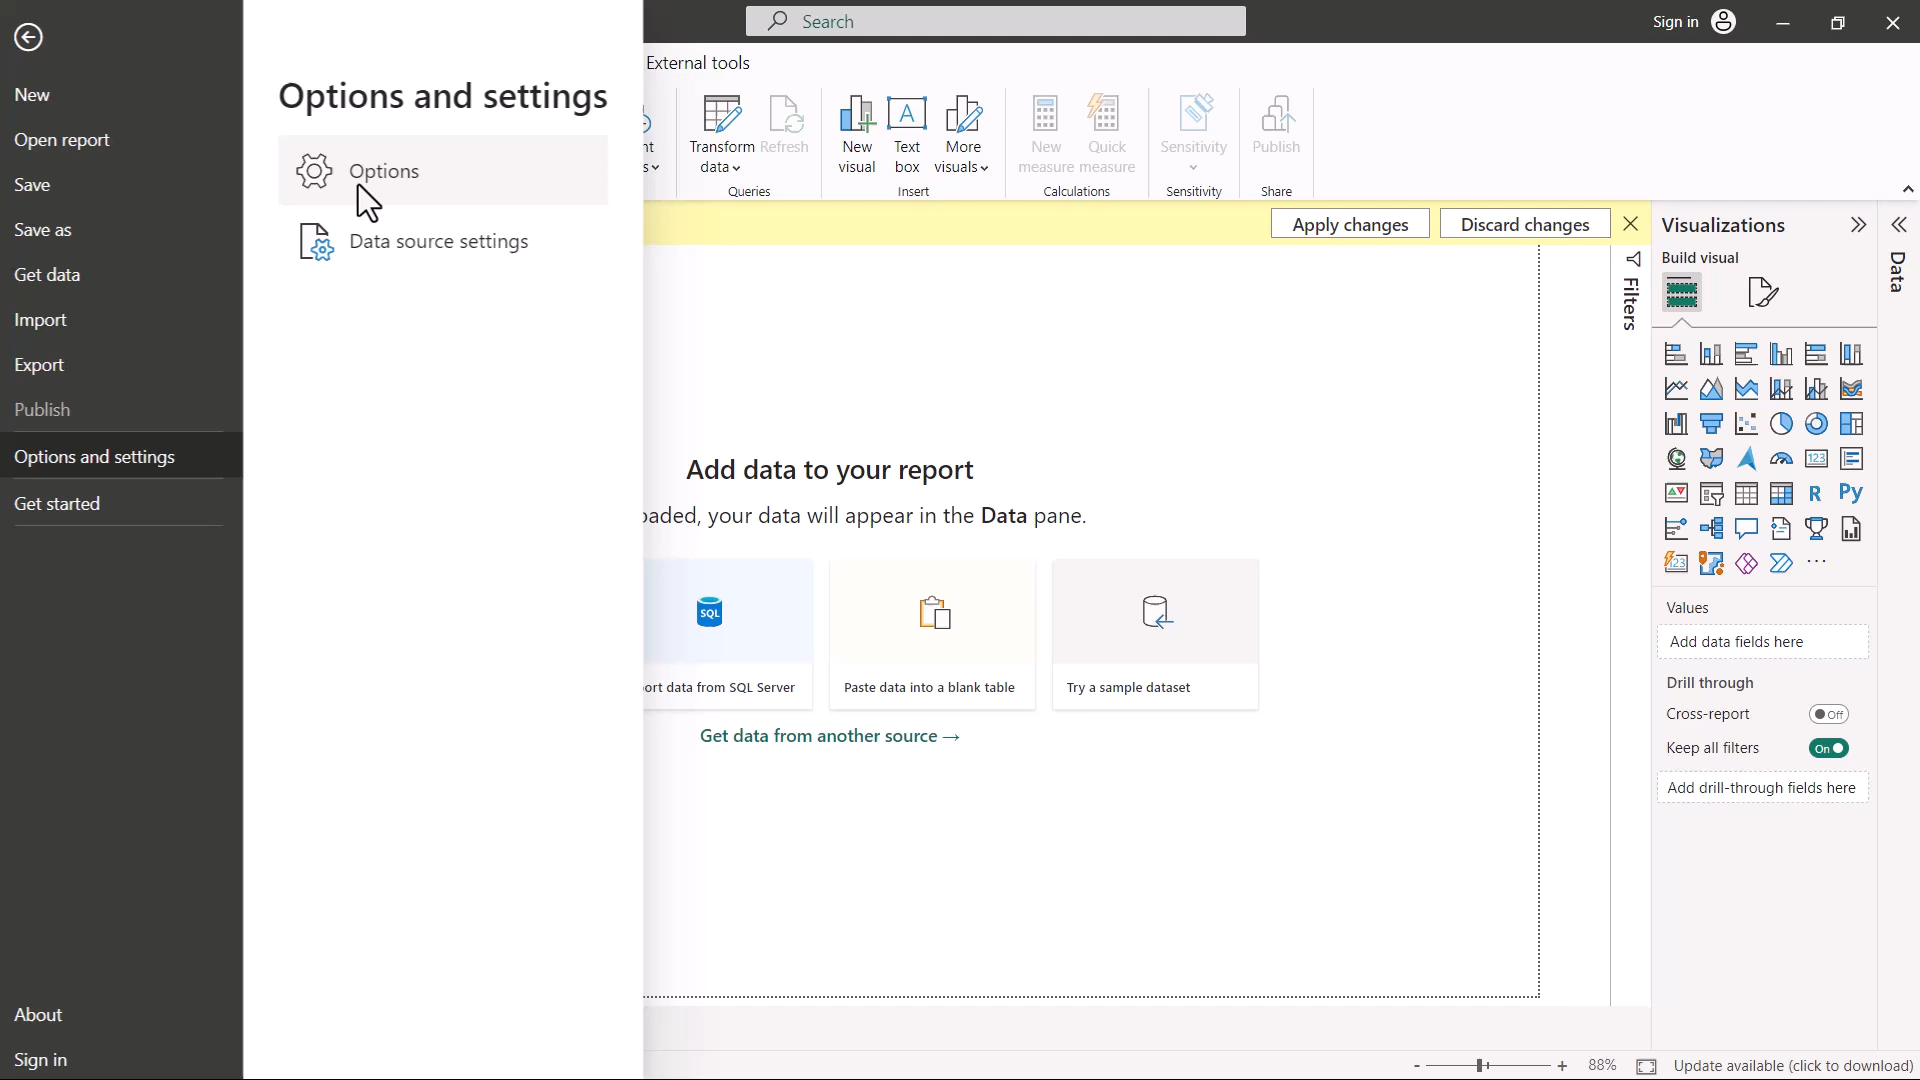 Search
Sign in
New
Open report
Save
Save as
Get data
Import
Export
Publish
Options and settings
Get started
About
Sign in
Options and settings
Options
Data source settings
External tools
Transform data
Refresh
Queries
New visual
Text box
More visuals
Insert
New measure
Quick measure
Calculations
Sensitivity
Sensitivity
Publish
Share
Apply changes
Discard changes
Filters
Add data to your report
oaded, your data will appear in the Data pane.
SQL
ort data from SQL Server
Paste data into a blank table
Try a sample dataset
Get data from another source →
Visualizations
Build visual
123
R
Py
123
...
Values
Add data fields here
Drill through
Cross-report
Off
Keep all filters
On
Add drill-through fields here
Data
- + 88%
Update available (click to download)